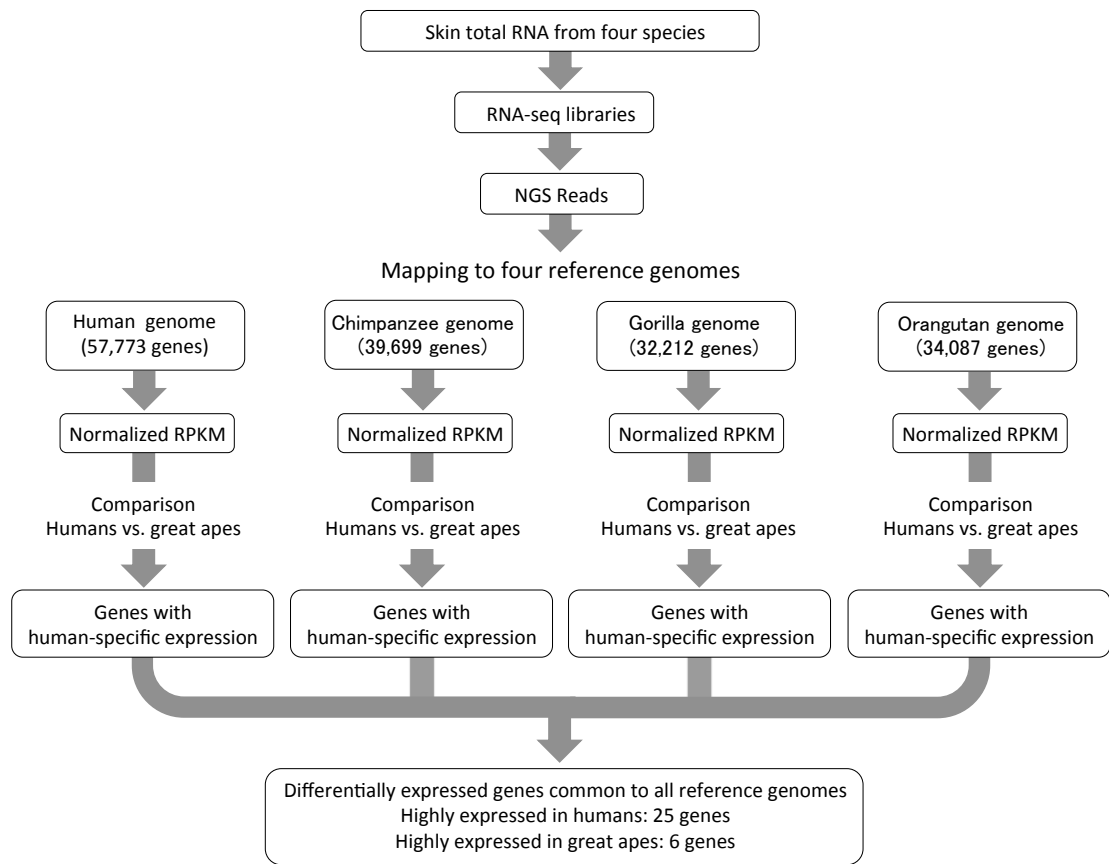 Skin total RNA from four species
RNA-seq libraries
NGS Reads
Mapping to four reference genomes
Human genome
(57,773 genes)
Chimpanzee genome
(39,699 genes)
Gorilla genome
(32,212 genes)
Orangutan genome
(34,087 genes)
Normalized RPKM
Normalized RPKM
Normalized RPKM
Normalized RPKM
Comparison
Humans vs. great apes
Comparison
Humans vs. great apes
Comparison
Humans vs. great apes
Comparison
Humans vs. great apes
Genes with
human-specific expression
Genes with
human-specific expression
Genes with
human-specific expression
Genes with
human-specific expression
Differentially expressed genes common to all reference genomes
Highly expressed in humans: 25 genes
Highly expressed in great apes: 6 genes